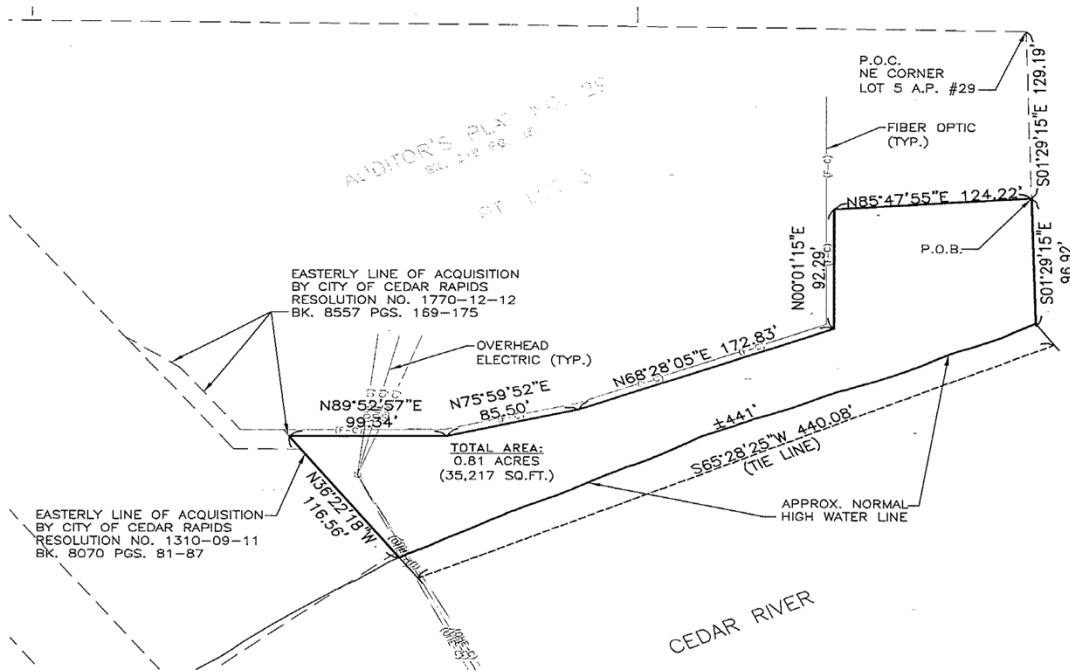 P.O.C.
NE CORNER
LOT 5 A.P. #29
S01°29'15"E 129.19'
FIBER OPTIC
(TYP.)
AUDITOR'S PLAT NO. 29
N85°47'55"E 124.22'
P.O.B.
N00°01'15"E
92.29'
S01°29'15"E
96.92'
EASTERLY LINE OF ACQUISITION
BY CITY OF CEDAR RAPIDS
RESOLUTION NO. 1770-12-12
BK. 8557 PGS. 169-175
OVERHEAD
ELECTRIC (TYP.)
N68°28'05"E 172.83'
N75°59'52"E
85.50'
N89°52'57"E
99.34'
TOTAL AREA:
0.81 ACRES
(35,217 SQ.FT.)
±441'
S65°28'25"W 440.08'
(TIE LINE)
N36°22'18"W
116.56'
EASTERLY LINE OF ACQUISITION
BY CITY OF CEDAR RAPIDS
RESOLUTION NO. 1310-09-11
BK. 8070 PGS. 81-87
APPROX. NORMAL
HIGH WATER LINE
CEDAR RIVER